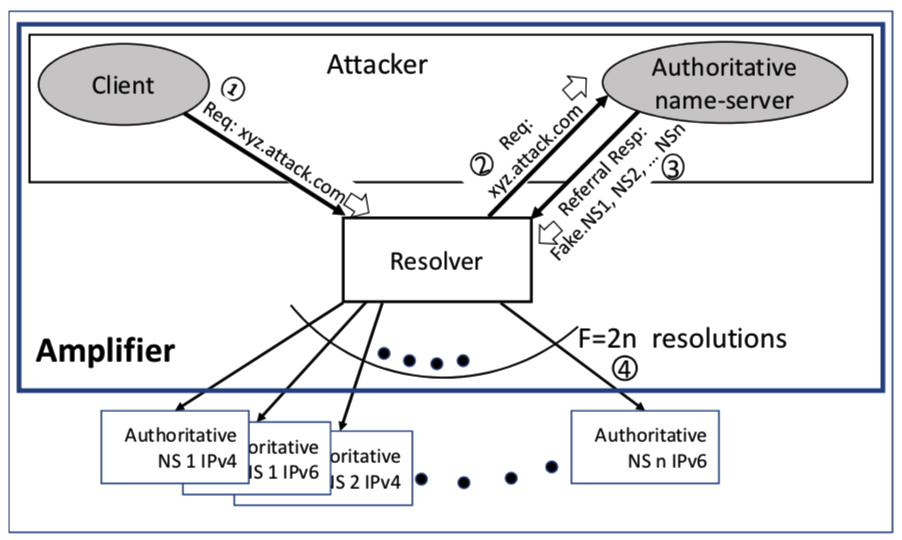 Attacker
Client
①
Req: xyz.attack.com
Authoritative
name-server
②
Req:
xyz.attack.com
③
Referral Resp:
Fake.NS1, NS2, ... NSn
Resolver
Amplifier
F=2n resolutions
④
Authoritative
NS 1 IPv4
oritative
IS 1 IPv6
oritative
IS 2 IPv4
Authoritative
NS n IPv6